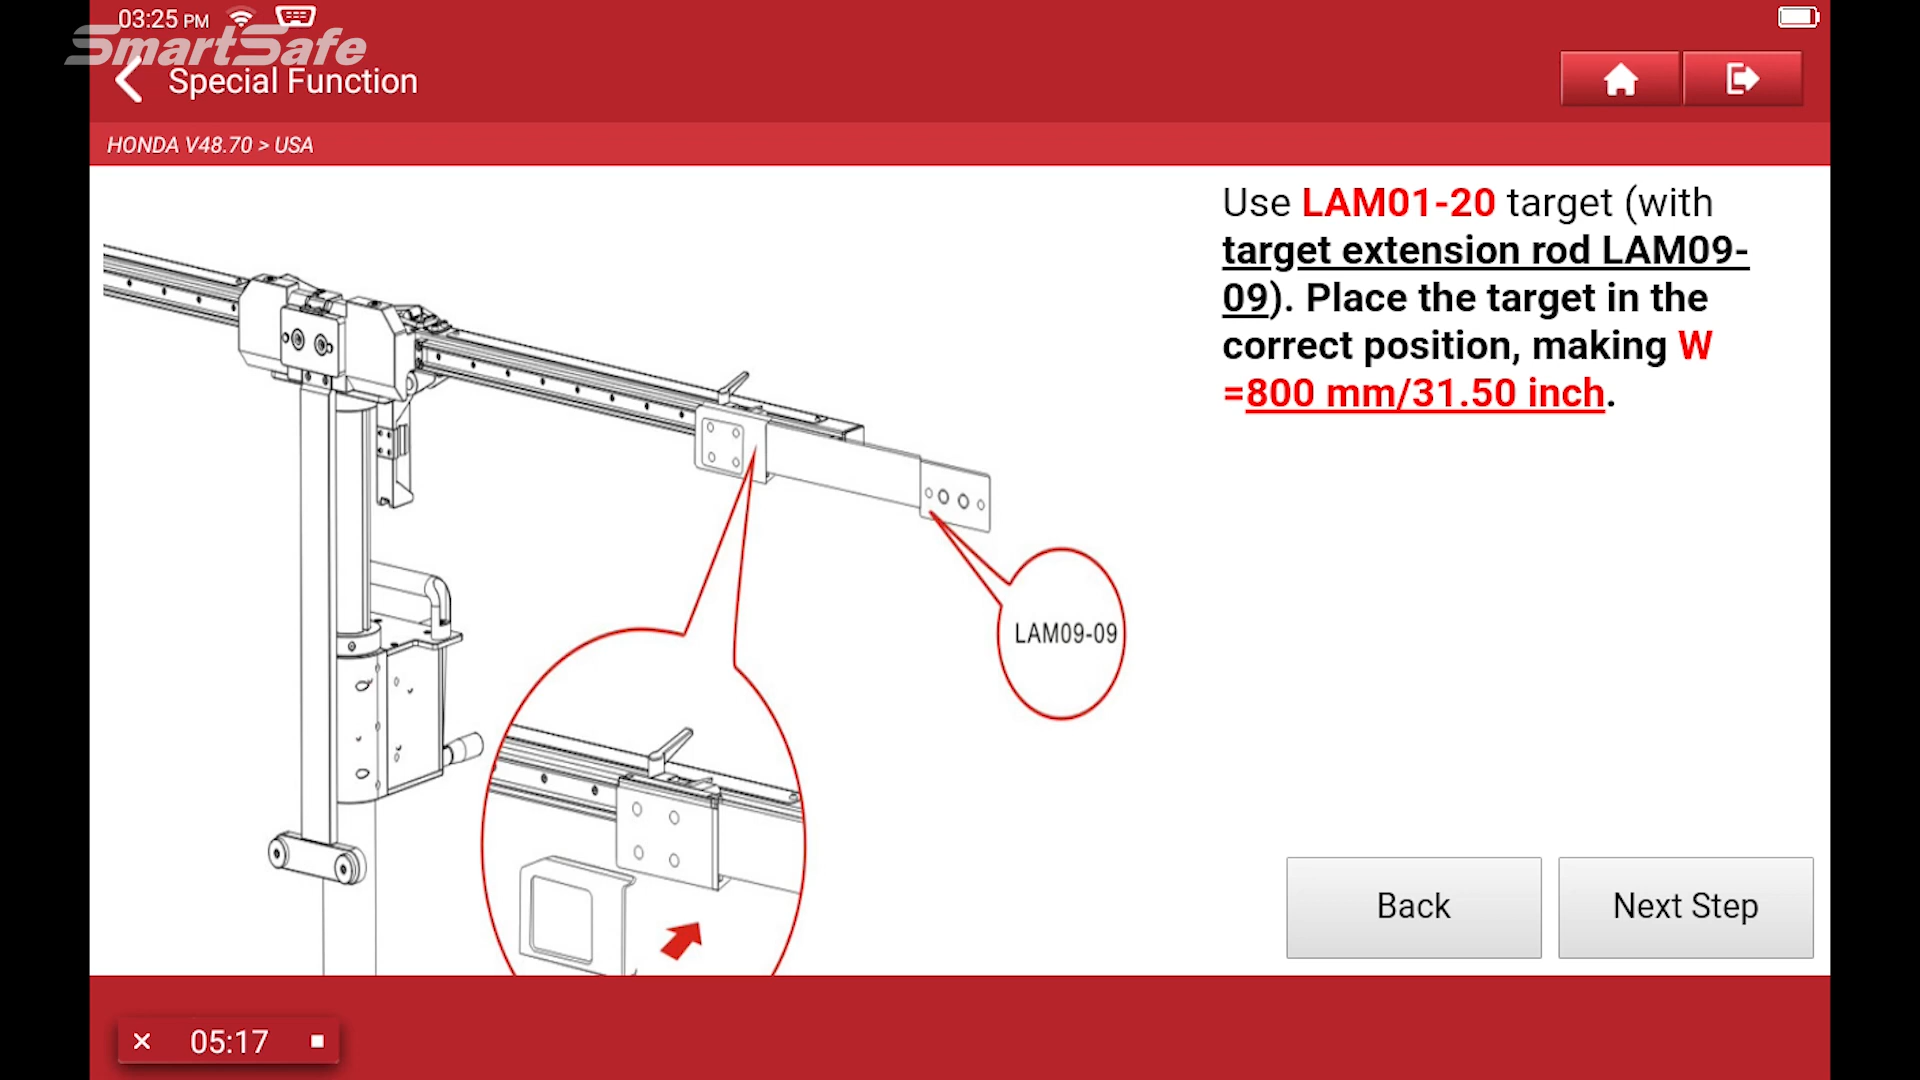 03:25 PM
SmartSafe
Special Function
HONDA V48.70 > USA
Use LAM01-20 target (with
target extension rod LAM09-
09). Place the target in the
correct position, making W
=800 mm/31.50 inch.
LAM09-09
Back
Next Step
05:17